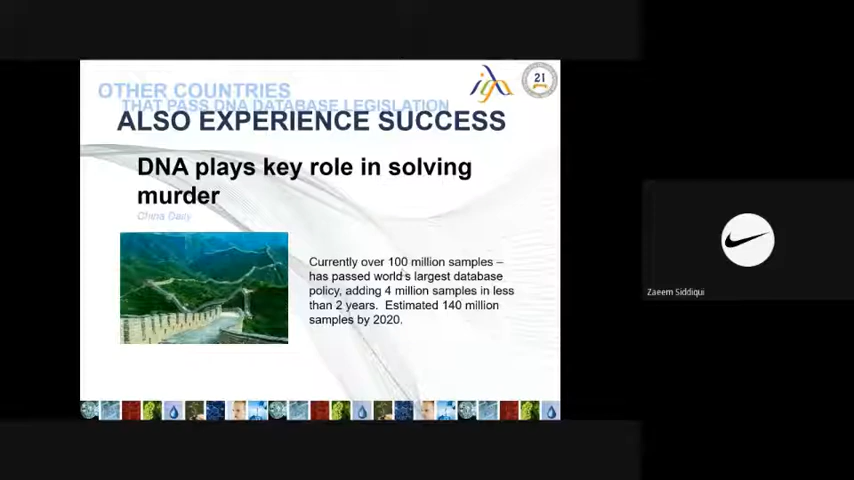 OTHER COUNTRIES
THAT PASS DNA DATABASE LEGISLATION
ALSO EXPERIENCE SUCCESS
DNA plays key role in solving
murder
China Daily
Currently over 100 million samples –
has passed world's largest database
policy, adding 4 million samples in less
than 2 years. Estimated 140 million
samples by 2020.
21
Zaeem Siddiqui